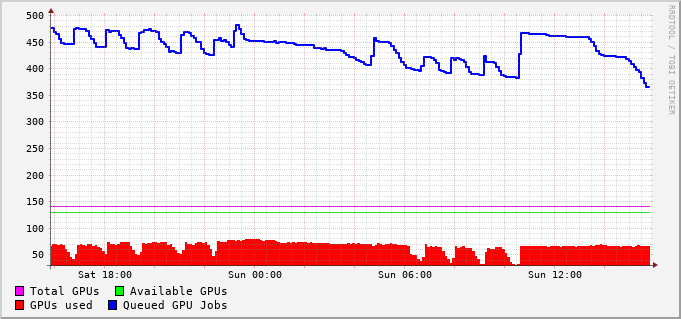 500
450
400
350
300
250
200
150
100
50
Sat 18:00 Sun 00:00 Sun 06:00 Sun 12:00
Total GPUs Available GPUs
GPUs used Queued GPU Jobs
RRDTOOL / TOBI OETIKER